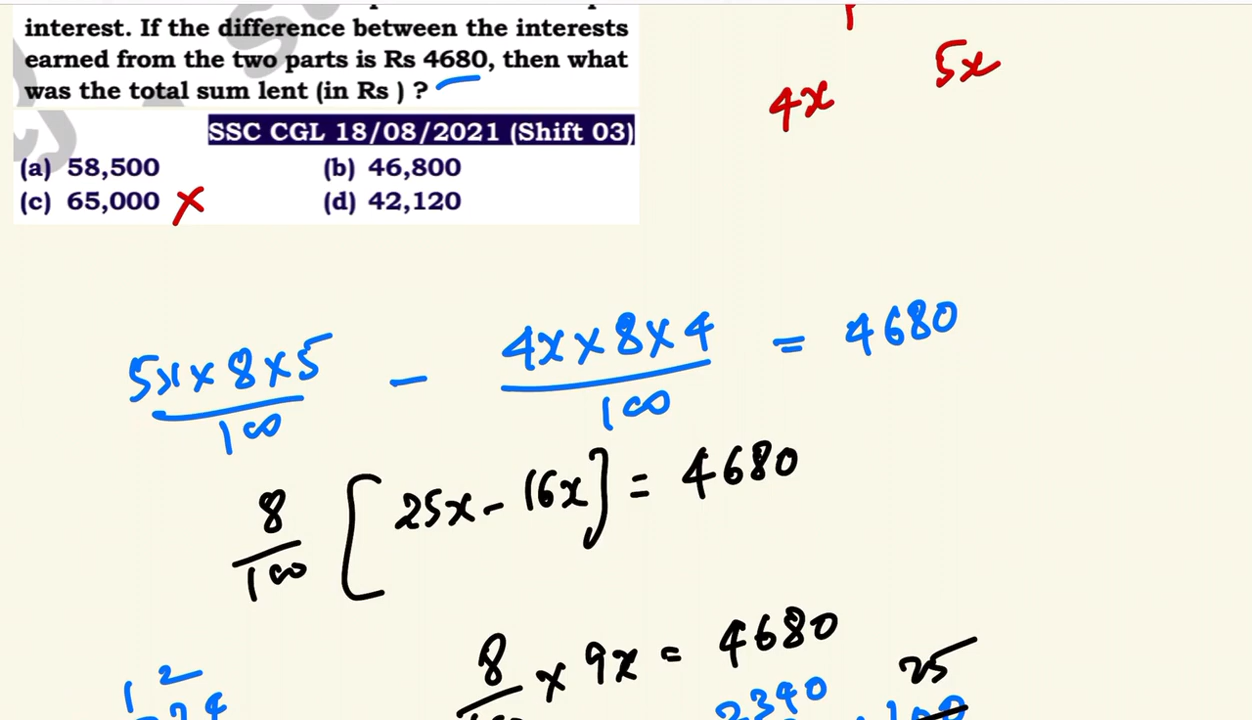 interest. If the difference between the interests
earned from the two parts is Rs 4680, then what
was the total sum lent (in Rs ) ?
SSC CGL 18/08/2021 (Shift 03)
(a) 58,500 (b) 46,800
(c) 65,000 × (d) 42,120
4x 5x
5x×8×5/100 - 4x×8×4/100 = 4680
8/100 [25x - 16x] = 4680
8/100 × 9x = 4680
2340 25